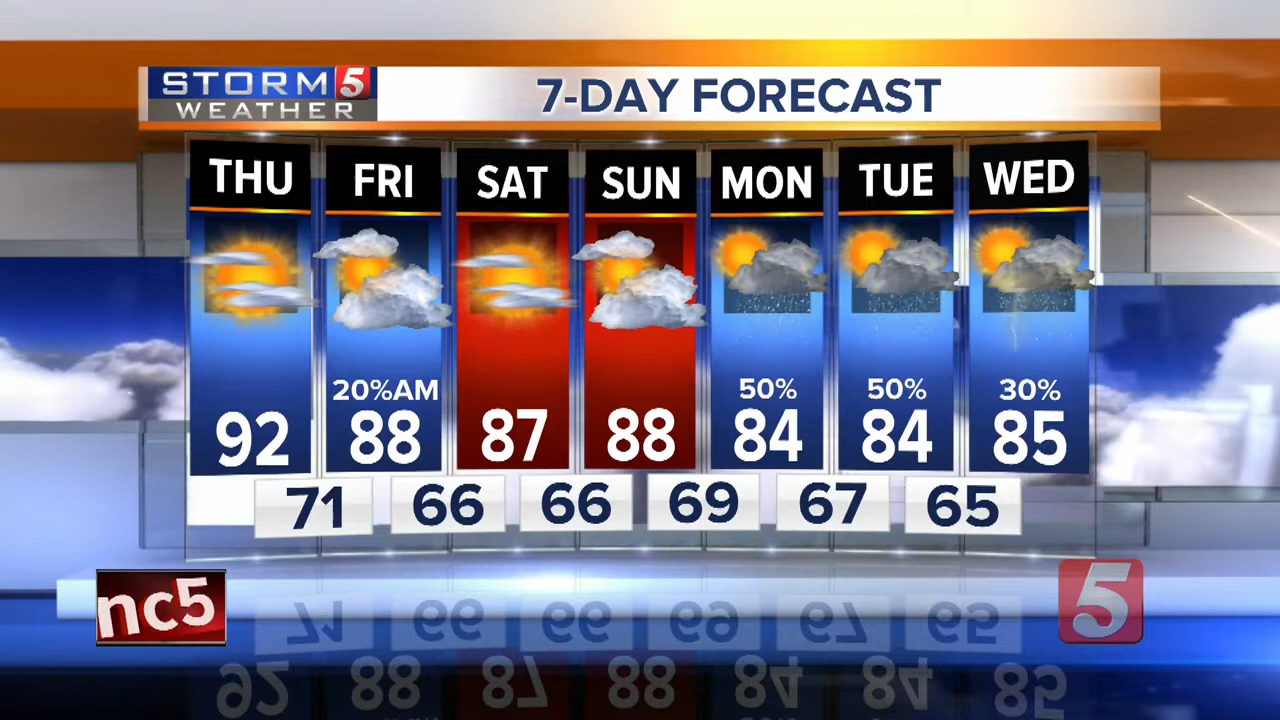 STORM 5
WEATHER
7-DAY FORECAST
THU FRI SAT SUN MON TUE WED
20%AM 50% 50% 30%
92 88 87 88 84 84 85
71 66 66 69 67 65
nc5
5